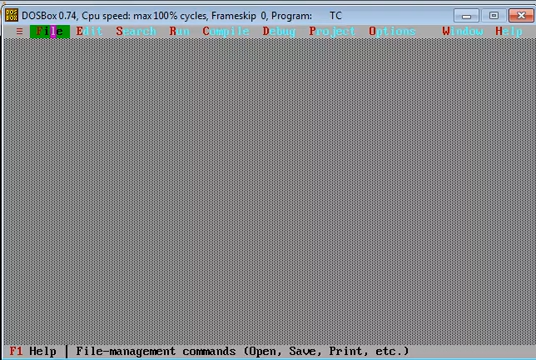 DOSBox 0.74, Cpu speed: max 100% cycles, Frameskip 0, Program: TC
≡ File Edit Search Run Compile Debug Project Options Window Help
F1 Help | File-management commands (Open, Save, Print, etc.)